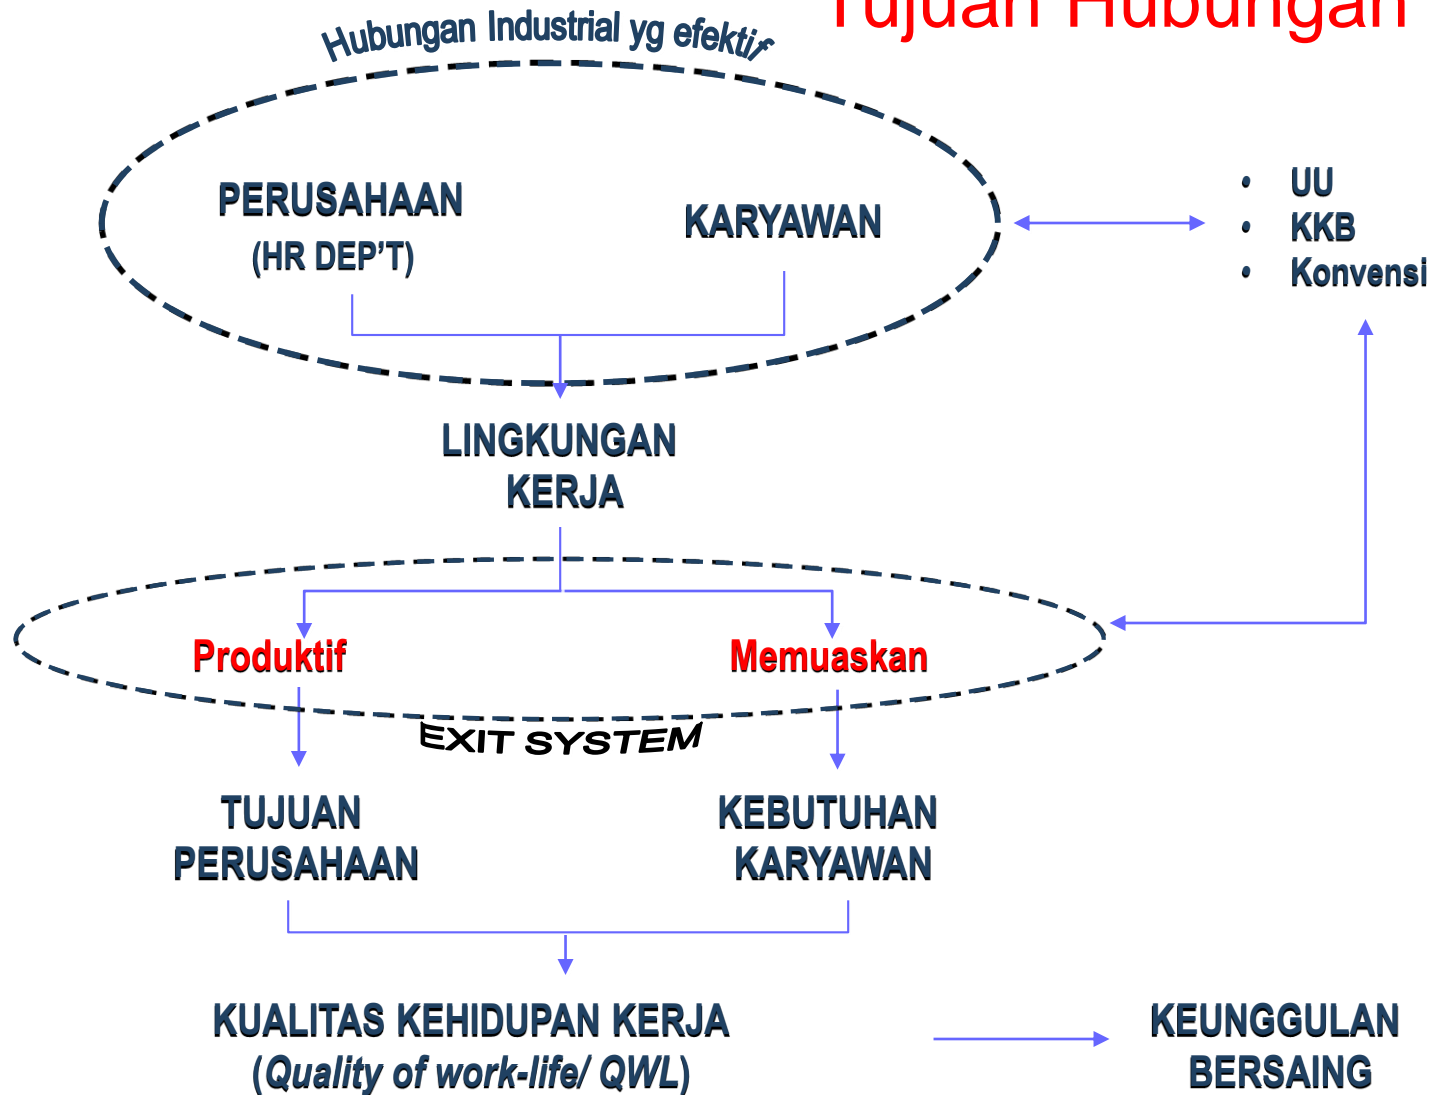 Tujuan Hubungan
Hubungan Industrial yg efektif
PERUSAHAAN
(HR DEP'T)
KARYAWAN
• UU
• KKB
• Konvensi
LINGKUNGAN
KERJA
Produktif
Memuaskan
EXIT SYSTEM
TUJUAN
PERUSAHAAN
KEBUTUHAN
KARYAWAN
KUALITAS KEHIDUPAN KERJA
(Quality of work-life/ QWL)
KEUNGGULAN
BERSAING